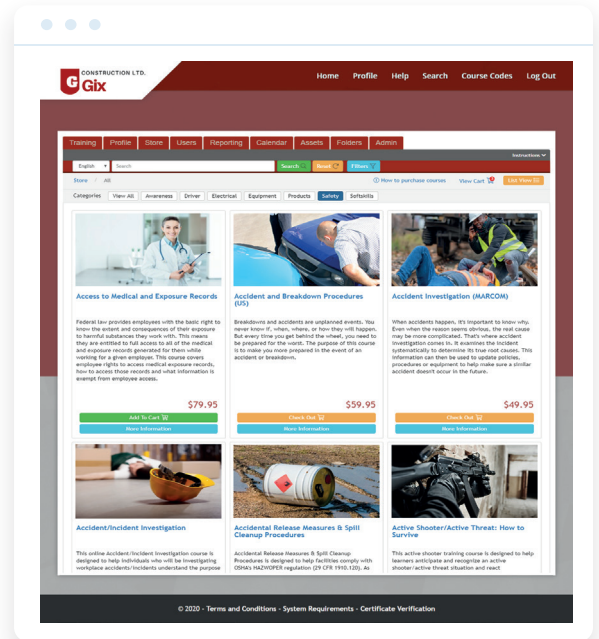 CONSTRUCTION LTD.
Gix
Home Profile Help Search Course Codes Log Out
Training Profile Store Users Reporting Calendar Assets Folders Admin
Instructions
English Search Search Reset Filters
Store / All How to purchase courses View Cart List View
Categories View All Awareness Driver Electrical Equipment Products Safety Softskills
Access to Medical and Exposure Records
Federal law provides employees with the basic right to
know the extent and consequences of their exposure
to harmful substances they work with. This means
they are entitled to full access to all of the medical
and exposure records generated for them while
working for a given employer. This course covers
employee rights to access medical exposure records,
how to access those records and what information is
exempt from employee access.
$79.95
Add To Cart
More Information
Accident and Breakdown Procedures
(US)
Breakdowns and accidents are unplanned events. You
never know if, when, where, or how they will happen.
But every time you get behind the wheel, you need to
be prepared for the worst. The purpose of this course
is to make you more prepared in the event of an
accident or breakdown.
$59.95
Check Out
More Information
Accident Investigation (MARCOM)
When accidents happen, it's important to know why.
Even when the reason seems obvious, the real cause
may be more complicated. That's where accident
investigation comes in. It examines the incident
systematically to determine its true root causes. This
information can then be used to update policies,
procedures or equipment to help make sure a similar
accident doesn't occur in the future.
$49.95
Check Out
More Information
Accident/Incident Investigation
This online Accident/Incident Investigation course is
designed to help individuals who will be investigating
workplace accidents/incidents understand the purpose
Accidental Release Measures & Spill
Cleanup Procedures
Accidental Release Measures & Spill Cleanup
Procedures is designed to help facilities comply with
OSHA's HAZWOPER regulation (29 CFR 1910.120). As
Active Shooter/Active Threat: How to
Survive
This active shooter training course is designed to help
learners anticipate and recognize an active
shooter/active threat situation and react
© 2020 - Terms and Conditions - System Requirements - Certificate Verification